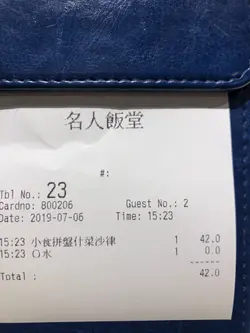 名人飯堂
#:
Tbl No.: 23
Cardno: 800206 Guest No.: 2
Date: 2019-07-06 Time: 15:23
15:23 小食拼盤什菜沙律 1 42.0
15:23 〇水 1 0.0
Total : 42.0